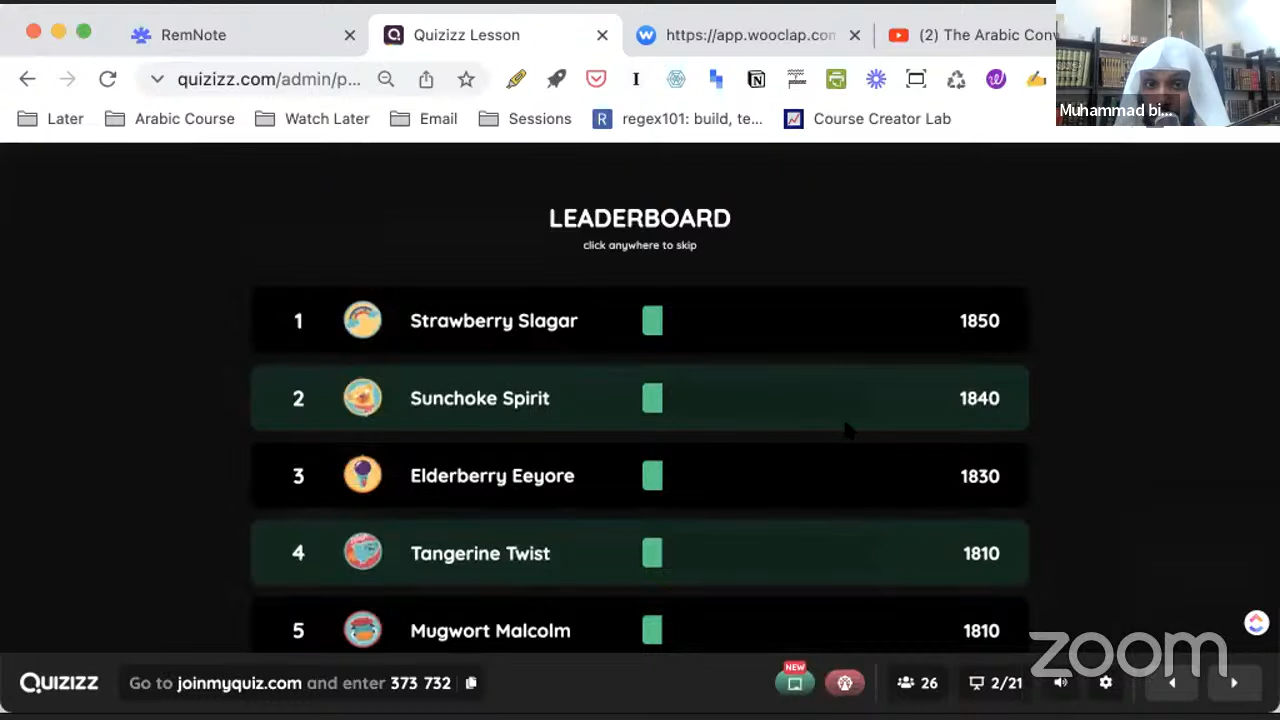 RemNote
Quizizz Lesson
https://app.wooclap.com
(2) The Arabic Conv
quizizz.com/admin/p...
Later
Arabic Course
Watch Later
Email
Sessions
regex101: build, te...
Course Creator Lab
Muhammad bi...
LEADERBOARD
click anywhere to skip
1 Strawberry Slagar 1850
2 Sunchoke Spirit 1840
3 Elderberry Eeyore 1830
4 Tangerine Twist 1810
5 Mugwort Malcolm 1810
zoom
Quizizz Go to joinmyquiz.com and enter 373 732 NEW 26 2/21